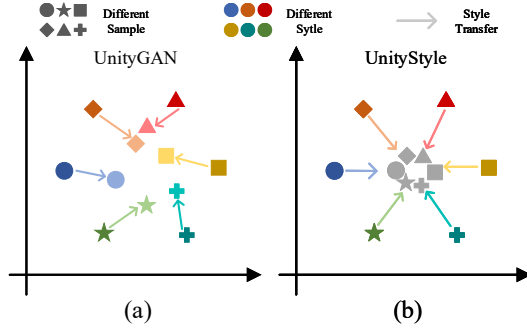 Different
Sample
Different
Sytle
Style
Transfer
UnityGAN
UnityStyle
(a)
(b)